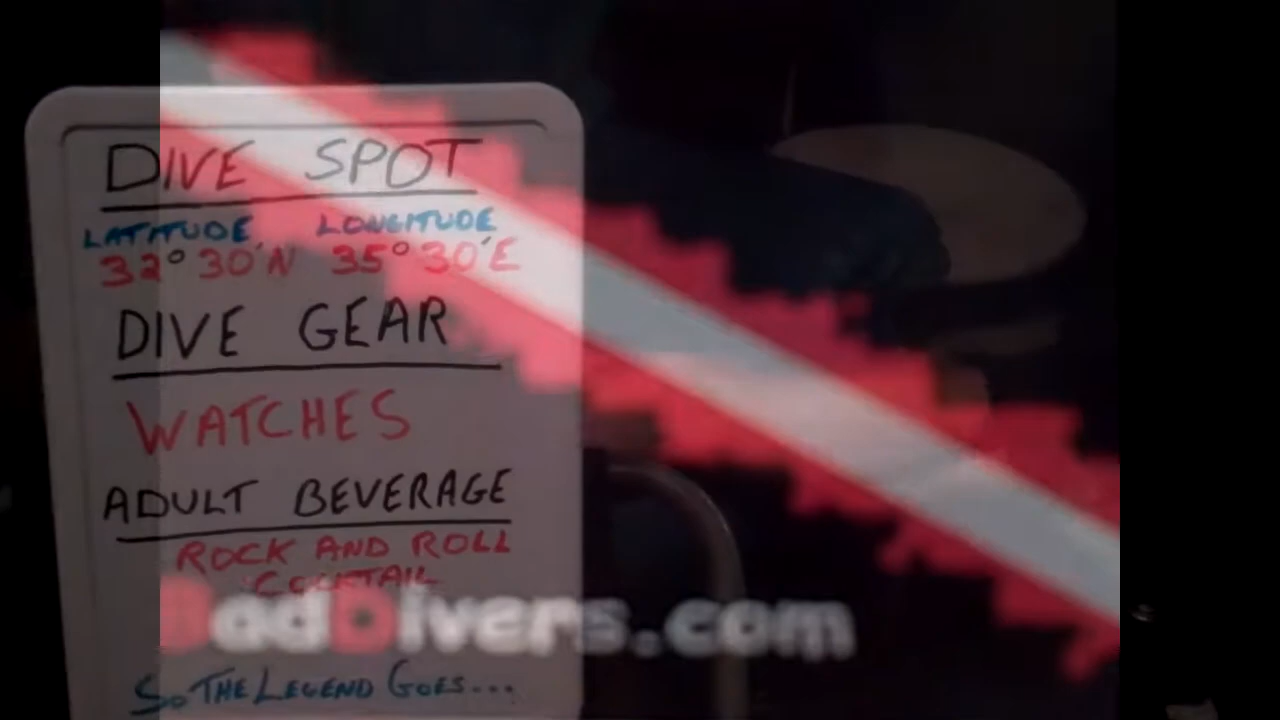 DIVE SPOT
LATITUDE LONGITUDE
32°30'N 35°30'E
DIVE GEAR
WATCHES
ADULT BEVERAGE
ROCK AND ROLL
COCKTAIL
BadDivers.com
SO THE LEGEND GOES...